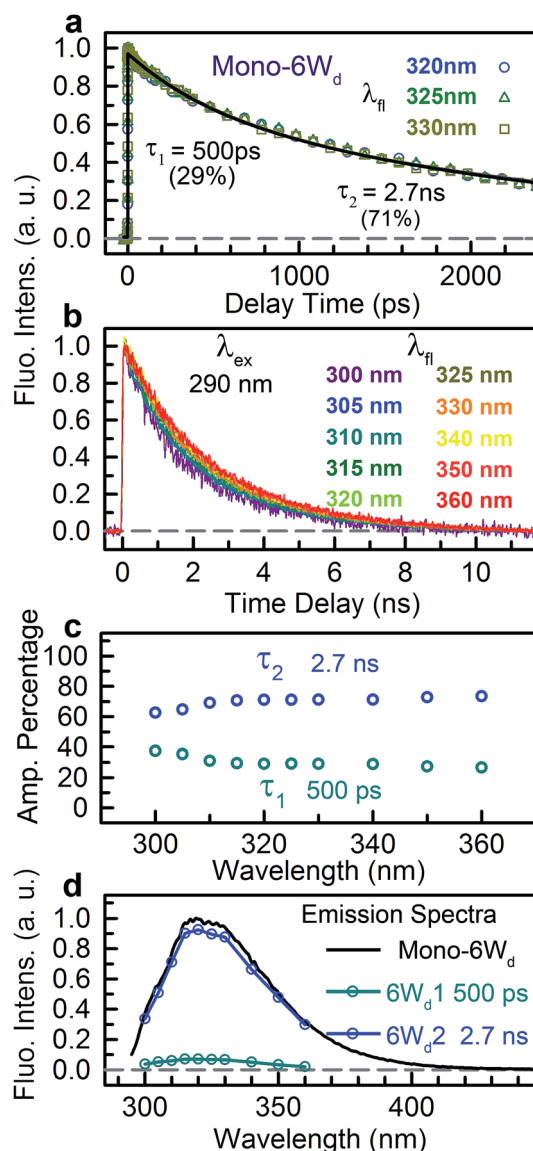 a
Mono-6W_d
λ_fl
320nm
325nm
330nm
τ_1 = 500ps
(29%)
τ_2 = 2.7ns
(71%)
1.0
0.8
0.6
0.4
0.2
0.0
0 1000 2000
Delay Time (ps)
Fluo. Intens. (a. u.)
b
λ_ex
290 nm
λ_fl
300 nm 325 nm
305 nm 330 nm
310 nm 340 nm
315 nm 350 nm
320 nm 360 nm
1.0
0.8
0.6
0.4
0.2
0.0
0 2 4 6 8 10
Time Delay (ns)
c
τ_2 2.7 ns
τ_1 500 ps
100
80
60
40
20
0
Amp. Percentage
300 320 340 360
Wavelength (nm)
d
Emission Spectra
Mono-6W_d
6W_d1 500 ps
6W_d2 2.7 ns
1.0
0.8
0.6
0.4
0.2
0.0
Fluo. Intens. (a. u.)
300 350 400
Wavelength (nm)